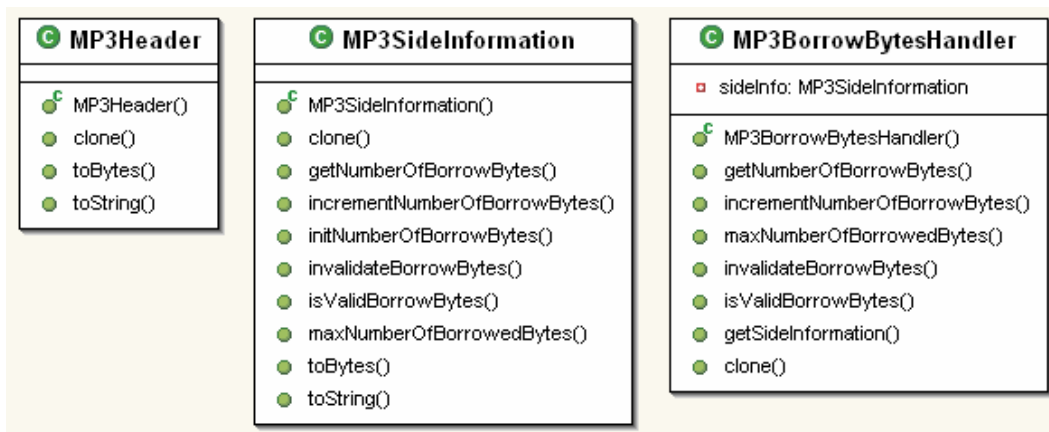 MP3Header
MP3Header()
clone()
toBytes()
toString()
MP3SideInformation
MP3SideInformation()
clone()
getNumberOfBorrowBytes()
incrementNumberOfBorrowBytes()
initNumberOfBorrowBytes()
invalidateBorrowBytes()
isValidBorrowBytes()
maxNumberOfBorrowedBytes()
toBytes()
toString()
MP3BorrowBytesHandler
sideInfo: MP3SideInformation
MP3BorrowBytesHandler()
getNumberOfBorrowBytes()
incrementNumberOfBorrowBytes()
maxNumberOfBorrowedBytes()
invalidateBorrowBytes()
isValidBorrowBytes()
getSideInformation()
clone()